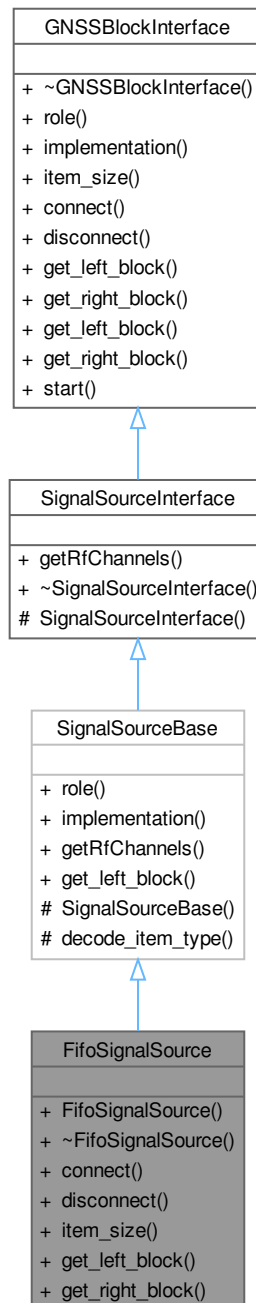 GNSSBlockInterface
+ ~GNSSBlockInterface()
+ role()
+ implementation()
+ item_size()
+ connect()
+ disconnect()
+ get_left_block()
+ get_right_block()
+ get_left_block()
+ get_right_block()
+ start()
SignalSourceInterface
+ getRfChannels()
+ ~SignalSourceInterface()
# SignalSourceInterface()
SignalSourceBase
+ role()
+ implementation()
+ getRfChannels()
+ get_left_block()
# SignalSourceBase()
# decode_item_type()
FifoSignalSource
+ FifoSignalSource()
+ ~FifoSignalSource()
+ connect()
+ disconnect()
+ item_size()
+ get_left_block()
+ get_right_block()